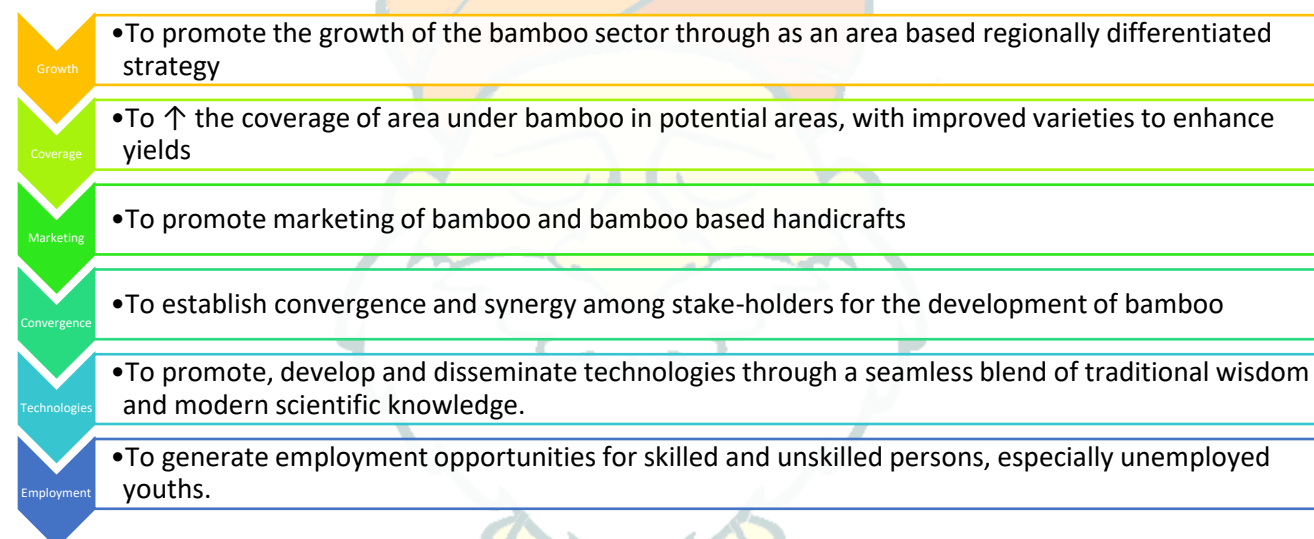 Growth
•To promote the growth of the bamboo sector through as an area based regionally differentiated
strategy
Coverage
•To ↑ the coverage of area under bamboo in potential areas, with improved varieties to enhance
yields
Marketing
•To promote marketing of bamboo and bamboo based handicrafts
Convergence
•To establish convergence and synergy among stake-holders for the development of bamboo
Technologies
•To promote, develop and disseminate technologies through a seamless blend of traditional wisdom
and modern scientific knowledge.
Employment
•To generate employment opportunities for skilled and unskilled persons, especially unemployed
youths.